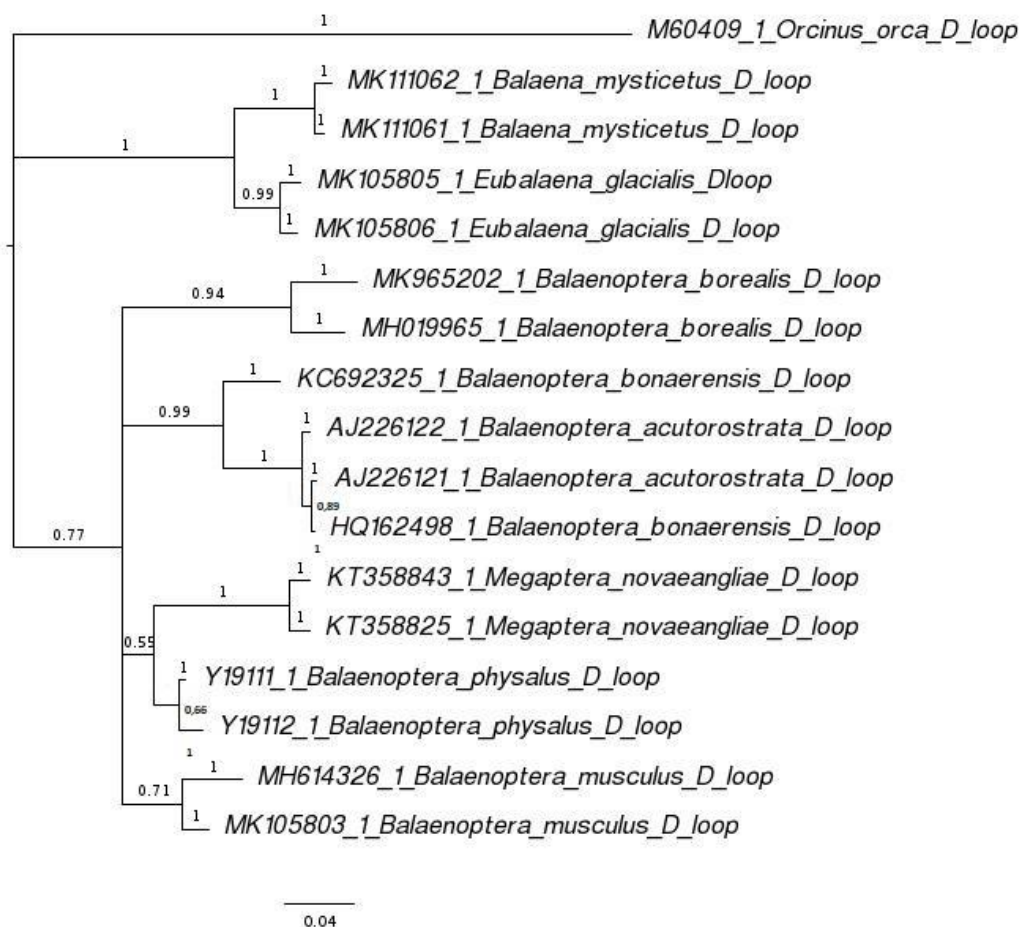 1
M60409_1_Orcinus_orca_D_loop
1
MK111062_1_Balaena_mysticetus_D_loop
1
1
MK111061_1_Balaena_mysticetus_D_loop
1
1
MK105805_1_Eubalaena_glacialis_Dloop
0.99
1
MK105806_1_Eubalaena_glacialis_D_loop
1
MK965202_1_Balaenoptera_borealis_D_loop
0.94
1
MH019965_1_Balaenoptera_borealis_D_loop
1
KC692325_1_Balaenoptera_bonaerensis_D_loop
0.99
1
AJ226122_1_Balaenoptera_acutorostrata_D_loop
1
1
AJ226121_1_Balaenoptera_acutorostrata_D_loop
0,89
HQ162498_1_Balaenoptera_bonaerensis_D_loop
0.77
1
1
KT358843_1_Megaptera_novaeangliae_D_loop
1
1
KT358825_1_Megaptera_novaeangliae_D_loop
0.55
1
Y19111_1_Balaenoptera_physalus_D_loop
0,66
Y19112_1_Balaenoptera_physalus_D_loop
1
1
MH614326_1_Balaenoptera_musculus_D_loop
0.71
1
MK105803_1_Balaenoptera_musculus_D_loop
0.04